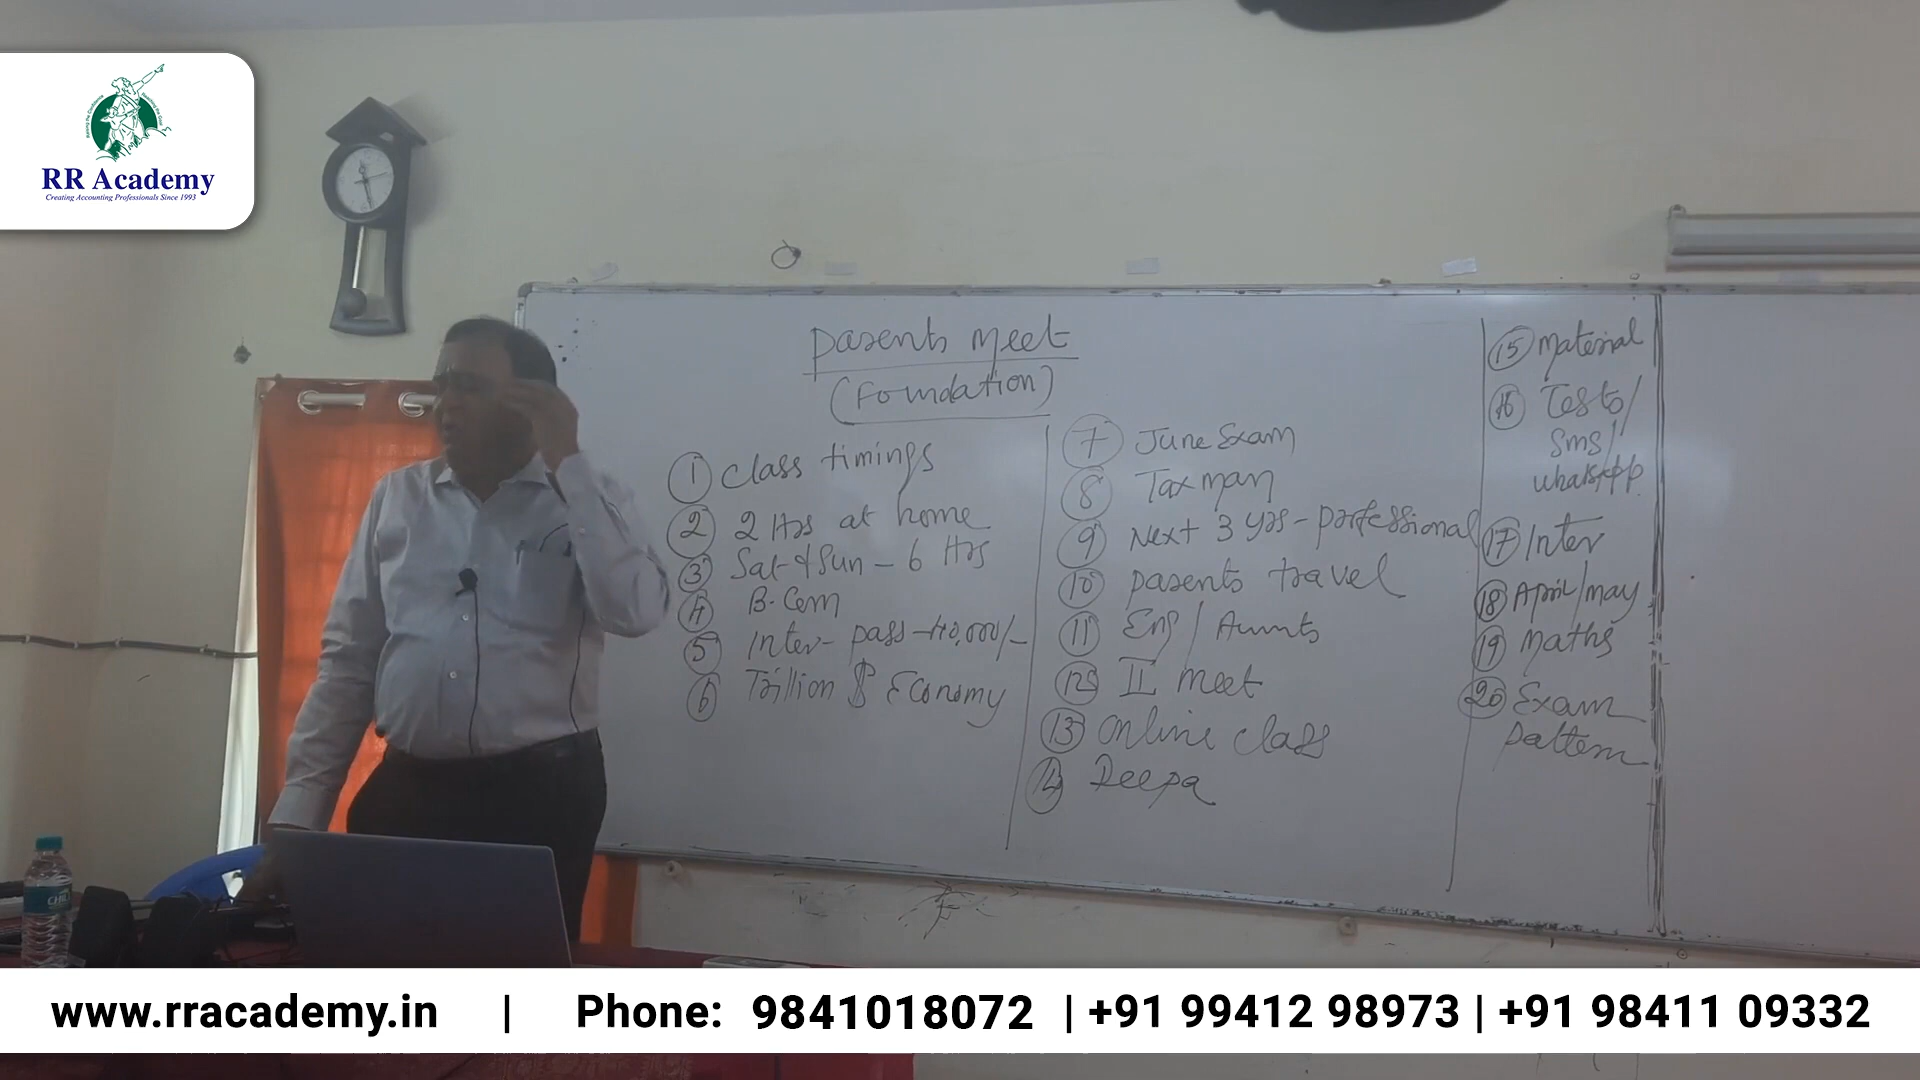 RR Academy
Creating Accounting Professionals Since 1993
Parents Meet
(Foundation)
1 Class timings
2 2 Hrs at home
3 Sat & Sun - 6 Hrs
4 B.Com
5 Inter - pass - 40,000/-
6 Trillion $ Economy
7 June Exam
8 Taxman
9 Next 3 yrs - professional
10 parents travel
11 Eng / Accounts
12 II meet
13 Online class
14 Deepa
15 Material
16 Tests /
Sms /
WhatsApp
17 Inter
18 April / May
19 Maths
20 Exam
Pattern
www.rracademy.in | Phone: 9841018072 | +91 99412 98973 | +91 98411 09332